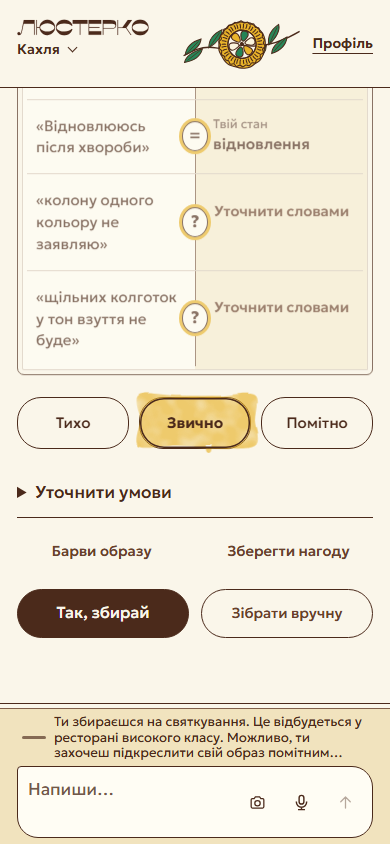 ЛЮСТЕРКО
Кахля
Профіль
«Відновлююсь
після хвороби»
=
Твій стан
відновлення
«колону одного
кольору не
заявляю»
?
Уточнити словами
«щільних колготок
у тон взуття не
буде»
?
Уточнити словами
Тихо
Звично
Помітно
Уточнити умови
Барви образу
Зберегти нагоду
Так, збирай
Зібрати вручну
Ти збираєшся на святкування. Це відбудеться у
ресторані високого класу. Можливо, ти
захочеш підкреслити свій образ помітним…
Напиши…